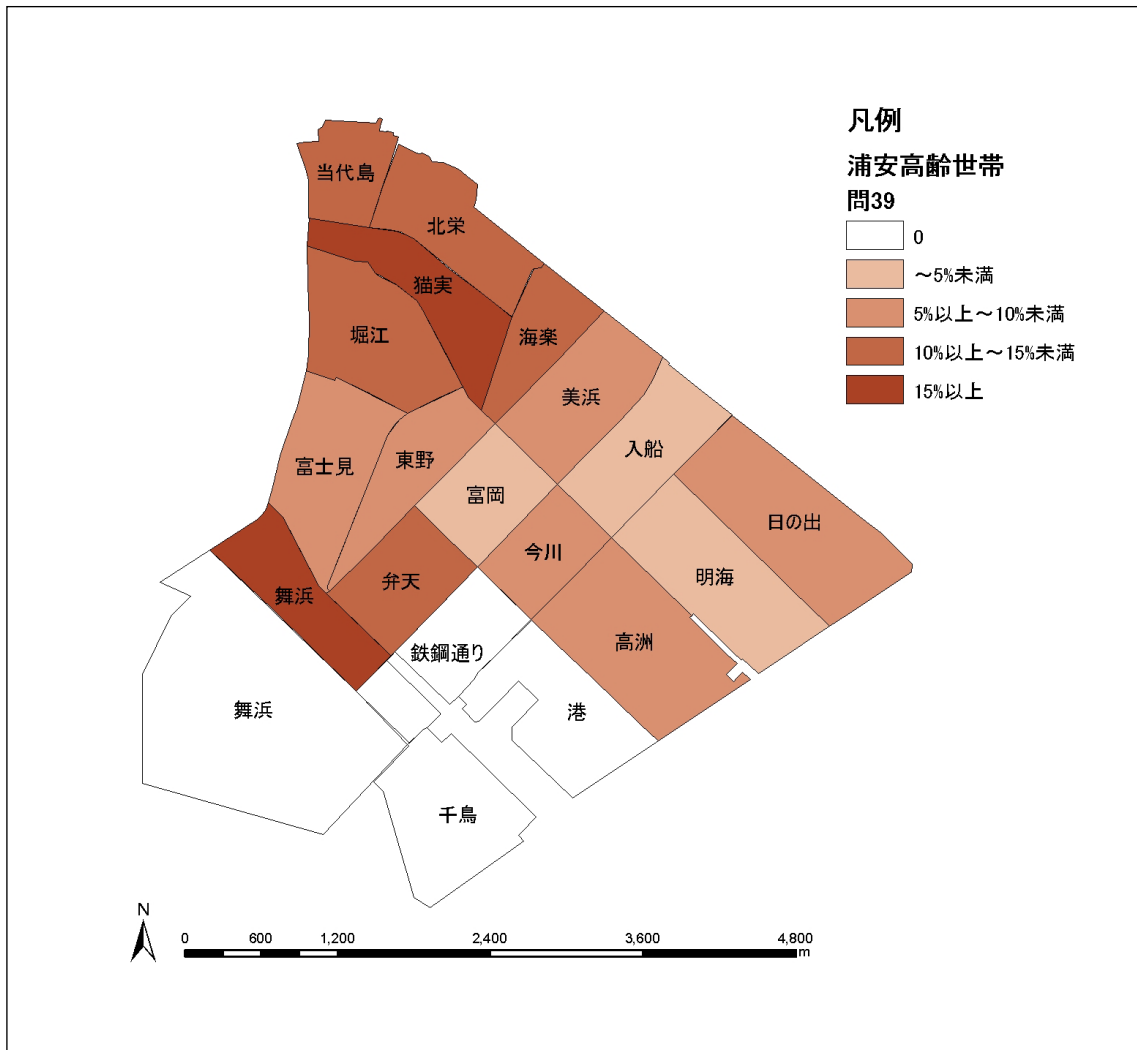 凡例
浦安高齢世帯
問39
0
～5%未満
5%以上～10%未満
10%以上～15%未満
15%以上
当代島
北栄
猫実
堀江
海楽
美浜
入船
東野
富士見
富岡
日の出
今川
明海
弁天
舞浜
高洲
鉄鋼通り
舞浜
港
千鳥
N
0 600 1,200 2,400 3,600 4,800
m